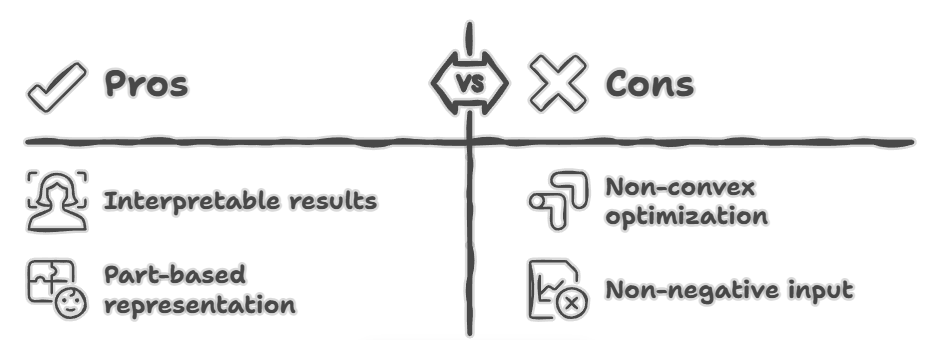 Pros
VS
Cons
Interpretable results
Part-based
representation
Non-convex
optimization
Non-negative input